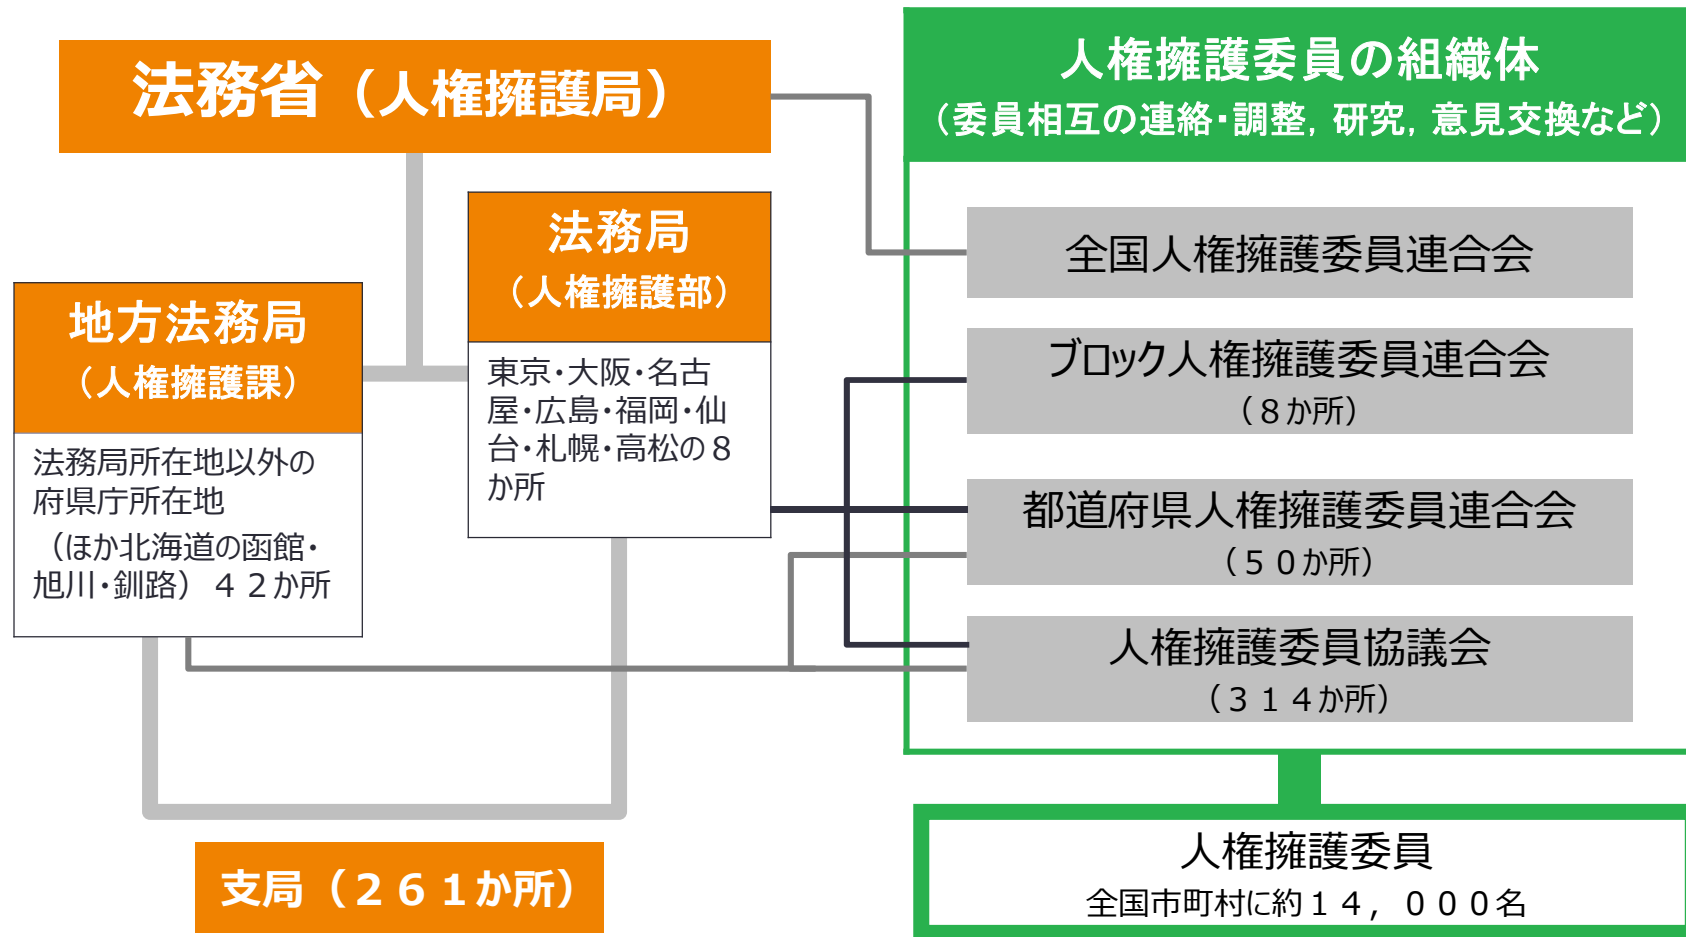 法務省（人権擁護局）
法務局
（人権擁護部）
東京・大阪・名古
屋・広島・福岡・仙
台・札幌・高松の８
か所
地方法務局
（人権擁護課）
法務局所在地以外の
府県庁所在地
（ほか北海道の函館・
旭川・釧路）４２か所
支局（２６１か所）
人権擁護委員の組織体
（委員相互の連絡・調整，研究，意見交換など）
全国人権擁護委員連合会
ブロック人権擁護委員連合会
（８か所）
都道府県人権擁護委員連合会
（５０か所）
人権擁護委員協議会
（３１４か所）
人権擁護委員
全国市町村に約１４，０００名